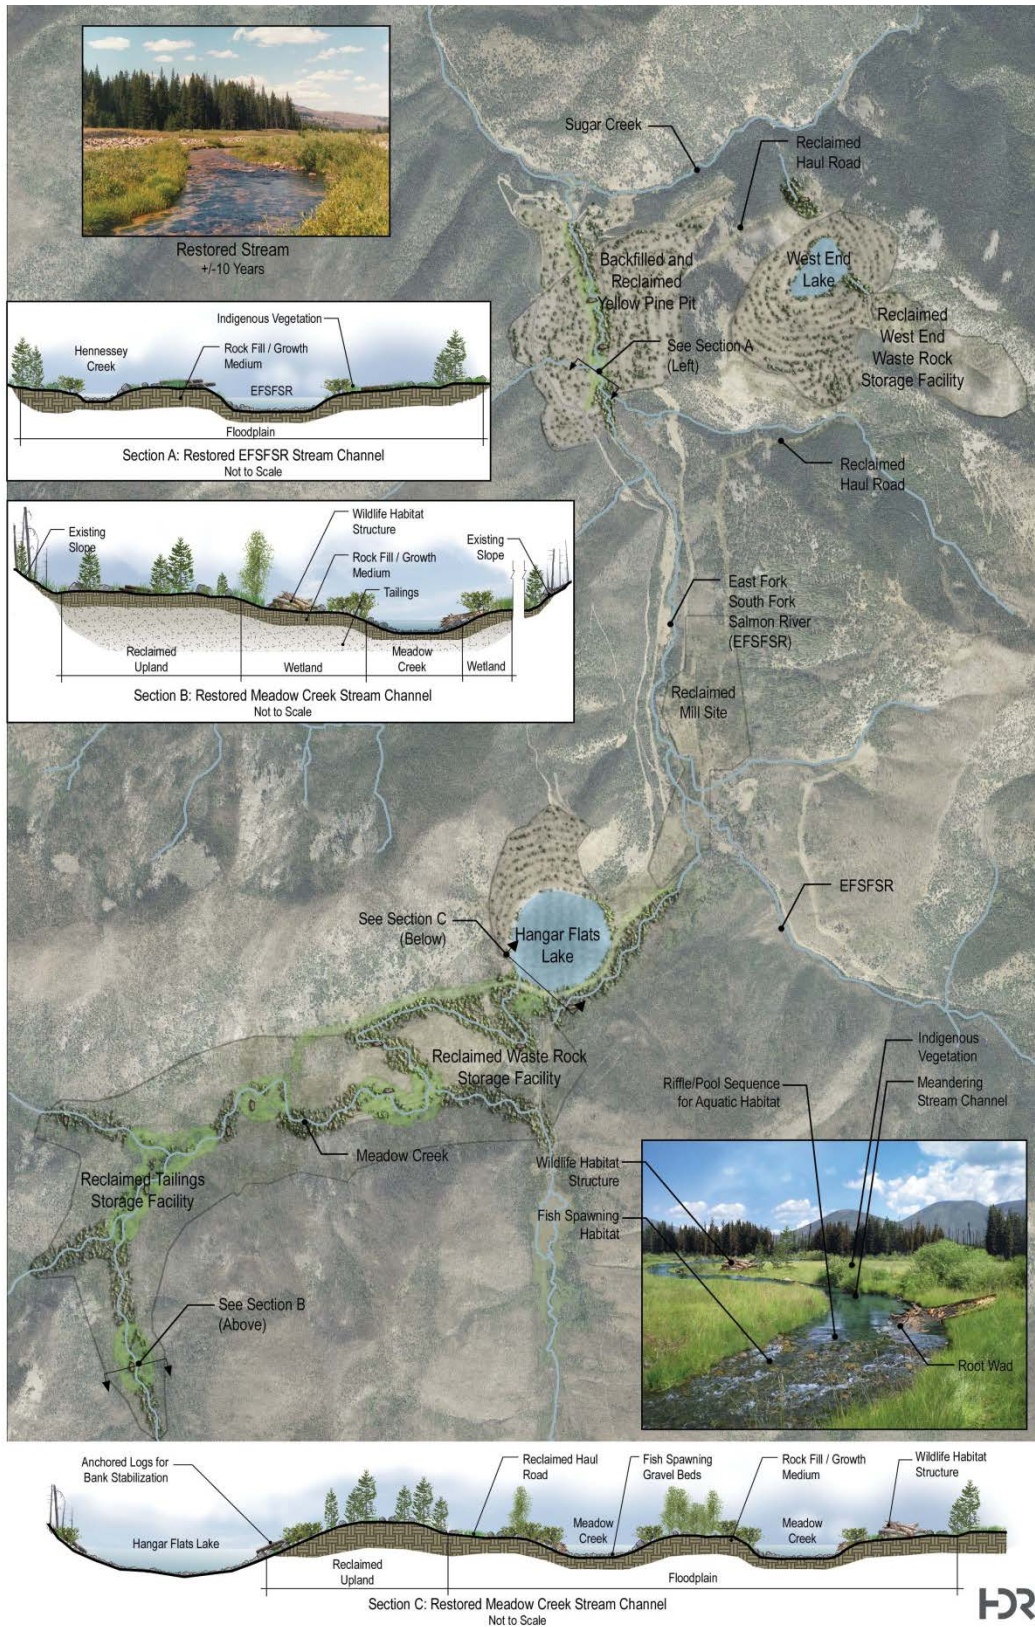 Restored Stream
+/-10 Years
Sugar Creek
Reclaimed
Haul Road
Backfilled and
Reclaimed
Yellow Pine Pit
West End
Lake
Reclaimed
West End
Waste Rock
Storage Facility
See Section A
(Left)
Reclaimed
Haul Road
Indigenous Vegetation
Hennessey
Creek
Rock Fill / Growth
Medium
EFSFSR
Floodplain
Section A: Restored EFSFSR Stream Channel
Not to Scale
Wildlife Habitat
Structure
Existing
Slope
Rock Fill / Growth
Medium
Existing
Slope
Tailings
Reclaimed
Upland
Wetland
Meadow
Creek
Wetland
Section B: Restored Meadow Creek Stream Channel
Not to Scale
East Fork
South Fork
Salmon River
(EFSFSR)
Reclaimed
Mill Site
EFSFSR
See Section C
(Below)
Hangar Flats
Lake
Reclaimed Waste Rock
Storage Facility
Meadow Creek
Reclaimed Tailings
Storage Facility
See Section B
(Above)
Indigenous
Vegetation
Riffle/Pool Sequence
for Aquatic Habitat
Meandering
Stream Channel
Wildlife Habitat
Structure
Fish Spawning
Habitat
Root Wad
Anchored Logs for
Bank Stabilization
Reclaimed Haul
Road
Fish Spawning
Gravel Beds
Rock Fill / Growth
Medium
Wildlife Habitat
Structure
Hangar Flats Lake
Meadow
Creek
Meadow
Creek
Reclaimed
Upland
Floodplain
Section C: Restored Meadow Creek Stream Channel
Not to Scale
HDR